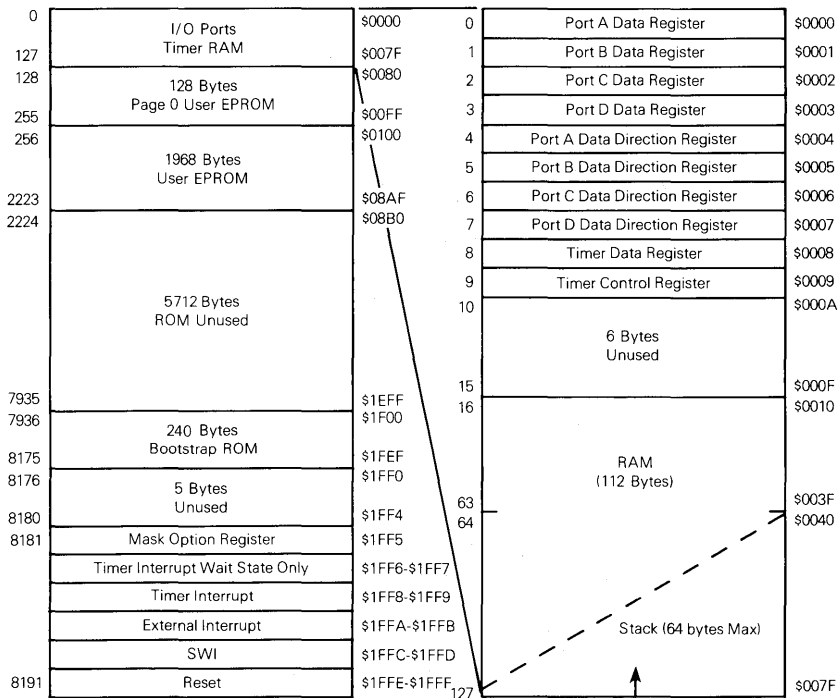 0
I/O Ports
Timer RAM
$0000
127
$007F
128
128 Bytes
Page 0 User EPROM
$0080
255
$00FF
256
1968 Bytes
User EPROM
$0100
2223
$08AF
2224
$08B0
5712 Bytes
ROM Unused
7935
$1EFF
7936
240 Bytes
Bootstrap ROM
$1F00
8175
$1FEF
8176
5 Bytes
Unused
$1FF0
8180
$1FF4
8181
Mask Option Register
$1FF5
Timer Interrupt Wait State Only
$1FF6-$1FF7
Timer Interrupt
$1FF8-$1FF9
External Interrupt
$1FFA-$1FFB
SWI
$1FFC-$1FFD
8191
Reset
$1FFE-$1FFF
0
Port A Data Register
$0000
1
Port B Data Register
$0001
2
Port C Data Register
$0002
3
Port D Data Register
$0003
4
Port A Data Direction Register
$0004
5
Port B Data Direction Register
$0005
6
Port C Data Direction Register
$0006
7
Port D Data Direction Register
$0007
8
Timer Data Register
$0008
9
Timer Control Register
$0009
10
$000A
6 Bytes
Unused
15
$000F
16
$0010
RAM
(112 Bytes)
63
$003F
64
$0040
Stack (64 bytes Max)
127
$007F